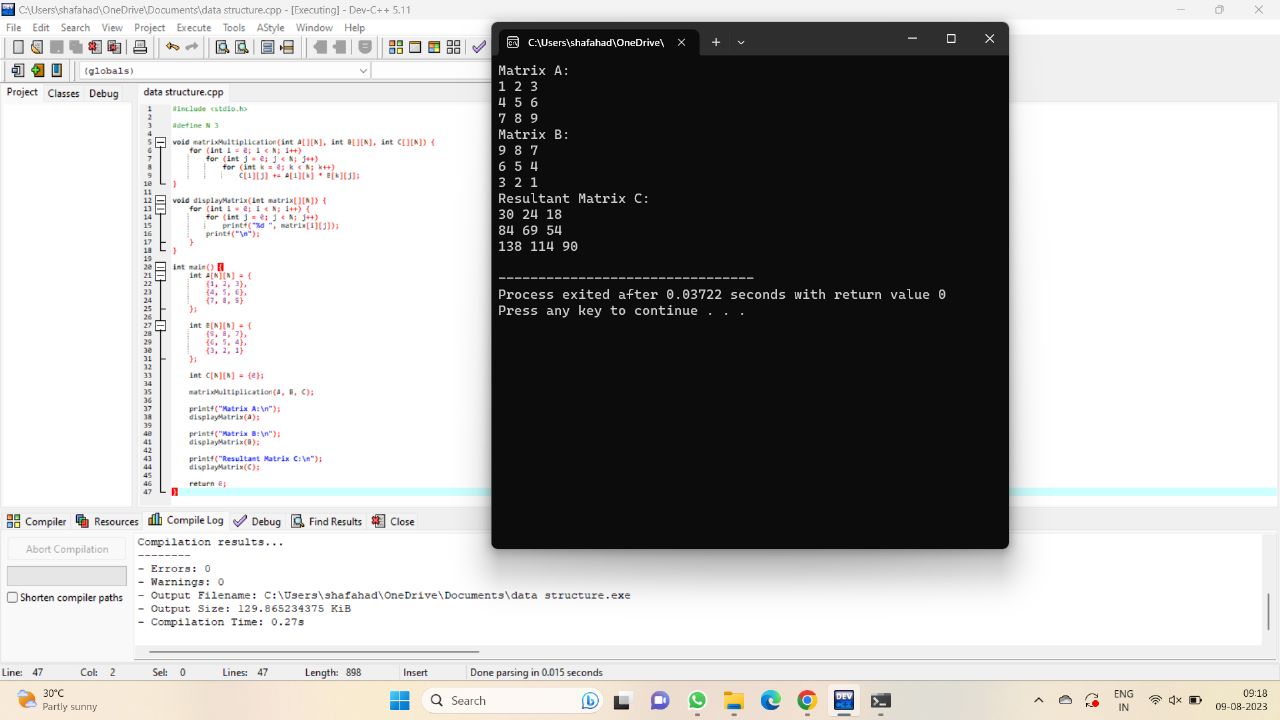 C:\Users\shafahad\OneDrive\Documents\data structure.cpp - [Executing] - Dev-C++ 5.11
File Edit Search View Project Execute Tools AStyle Window Help
(globals)
Project Classes Debug
data structure.cpp
1 #include <stdio.h>
2
3 #define N 3
4
5 void matrixMultiplication(int A[][N], int B[][N], int C[][N]) {
6 for (int i = 0; i < N; i++)
7 for (int j = 0; j < N; j++)
8 for (int k = 0; k < N; k++)
9 C[i][j] += A[i][k] * B[k][j];
10 }
11
12 void displayMatrix(int matrix[][N]) {
13 for (int i = 0; i < N; i++) {
14 for (int j = 0; j < N; j++)
15 printf("%d ", matrix[i][j]);
16 printf("\n");
17 }
18 }
19
20 int main() {
21 int A[N][N] = {
22 {1, 2, 3},
23 {4, 5, 6},
24 {7, 8, 9}
25 };
26
27 int B[N][N] = {
28 {9, 8, 7},
29 {6, 5, 4},
30 {3, 2, 1}
31 };
32
33 int C[N][N] = {0};
34
35 matrixMultiplication(A, B, C);
36
37 printf("Matrix A:\n");
38 displayMatrix(A);
39
40 printf("Matrix B:\n");
41 displayMatrix(B);
42
43 printf("Resultant Matrix C:\n");
44 displayMatrix(C);
45
46 return 0;
47 }
C:\Users\shafahad\OneDrive\
Matrix A:
1 2 3
4 5 6
7 8 9
Matrix B:
9 8 7
6 5 4
3 2 1
Resultant Matrix C:
30 24 18
84 69 54
138 114 90
--------------------------------
Process exited after 0.03722 seconds with return value 0
Press any key to continue . . .
Compiler Resources Compile Log Debug Find Results Close
Abort Compilation
Shorten compiler paths
Compilation results...
--------
- Errors: 0
- Warnings: 0
- Output Filename: C:\Users\shafahad\OneDrive\Documents\data structure.exe
- Output Size: 129.865234375 KiB
- Compilation Time: 0.27s
Line: 47 Col: 2 Sel: 0 Lines: 47 Length: 898 Insert Done parsing in 0.015 seconds
30°C
Partly sunny
Search
DEV
ENG
IN
09:18
09-08-2023